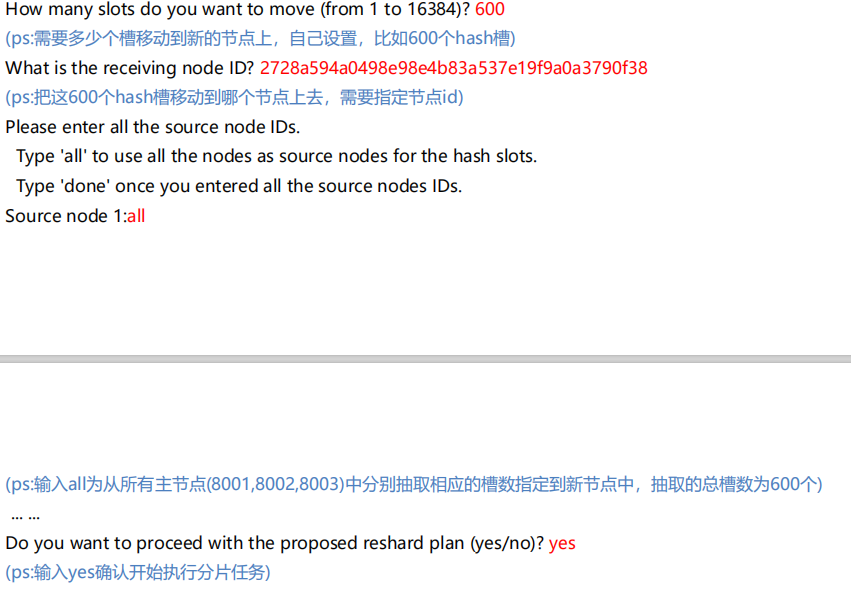 How many slots do you want to move (from 1 to 16384)? 600
(ps:需要多少个槽移动到新的节点上，自己设置，比如600个hash槽)
What is the receiving node ID? 2728a594a0498e98e4b83a537e19f9a0a3790f38
(ps:把这600个hash槽移动到哪个节点上去，需要指定节点id)
Please enter all the source node IDs.
Type 'all' to use all the nodes as source nodes for the hash slots.
Type 'done' once you entered all the source nodes IDs.
Source node 1:all
(ps:输入all为从所有主节点(8001,8002,8003)中分别抽取相应的槽数指定到新节点中，抽取的总槽数为600个)
... ...
Do you want to proceed with the proposed reshard plan (yes/no)? yes
(ps:输入yes确认开始执行分片任务)